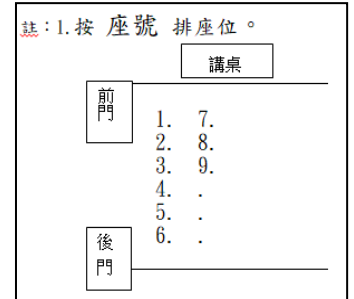 註：1.按 座號 排座位。
講桌
前門
1. 7.
2. 8.
3. 9.
4. .
5. .
6. .
後門